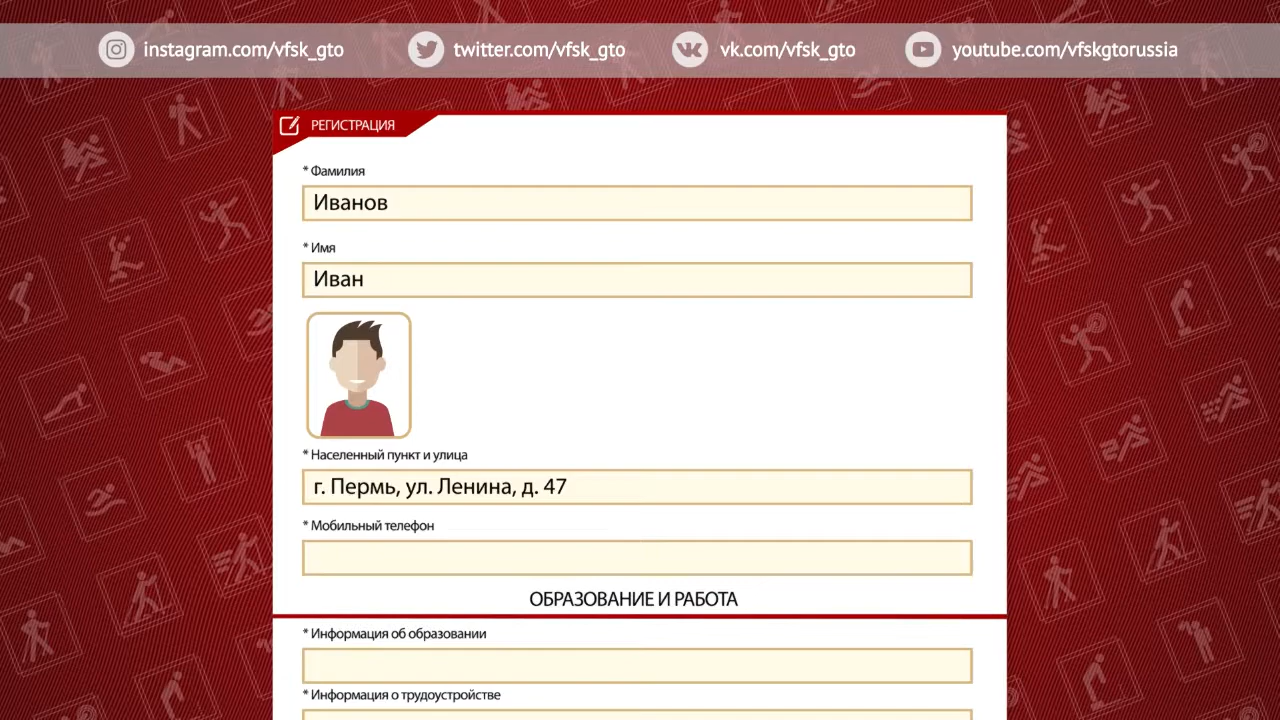 instagram.com/vfsk_gto twitter.com/vfsk_gto vk.com/vfsk_gto youtube.com/vfskgtorussia
РЕГИСТРАЦИЯ
* Фамилия
Иванов
* Имя
Иван
* Населенный пункт и улица
г. Пермь, ул. Ленина, д. 47
* Мобильный телефон
ОБРАЗОВАНИЕ И РАБОТА
* Информация об образовании
* Информация о трудоустройстве